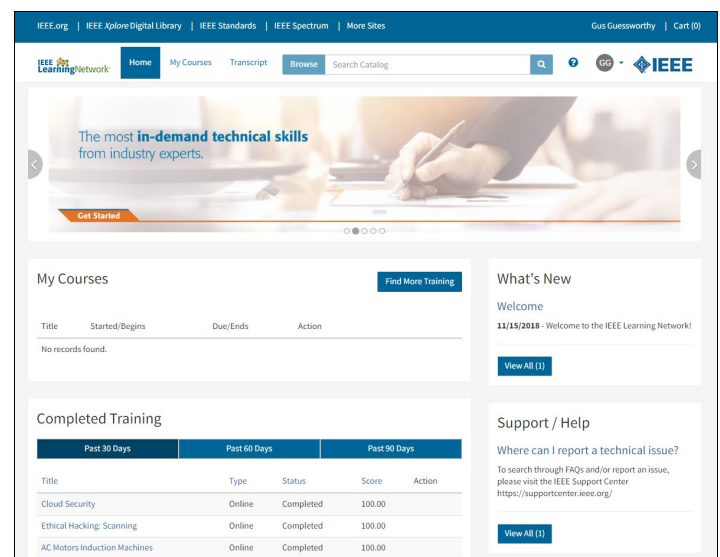 IEEE.org | IEEE Xplore Digital Library | IEEE Standards | IEEE Spectrum | More Sites
Gus Guessworthy | Cart (0)
IEEE
LearningNetwork
Home
My Courses
Transcript
Browse
Search Catalog
?
GG
IEEE
The most in-demand technical skills
from industry experts.
Get Started
My Courses
Find More Training
Title Started/Begins Due/Ends Action
No records found.
What's New
Welcome
11/15/2018 - Welcome to the IEEE Learning Network!
View All (1)
Completed Training
Past 30 Days Past 60 Days Past 90 Days
Title Type Status Score Action
Cloud Security Online Completed 100.00
Ethical Hacking: Scanning Online Completed 100.00
AC Motors Induction Machines Online Completed 100.00
Support / Help
Where can I report a technical issue?
To search through FAQs and/or report an issue,
please visit the IEEE Support Center
https://supportcenter.ieee.org/
View All (1)